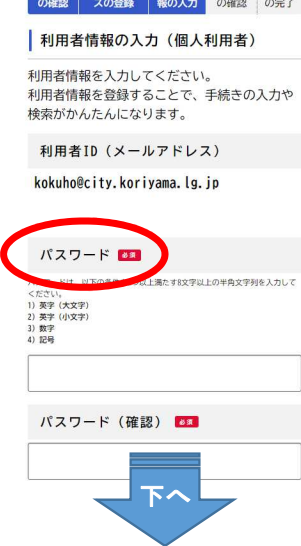 の確認 スの登録 報の入力 の確認 の完了
利用者情報の入力（個人利用者）
利用者情報を入力してください。
利用者情報を登録することで、手続きの入力や
検索がかんたんになります。
利用者ID（メールアドレス）
kokuho@city.koriyama.lg.jp
パスワード 必須
以下の 以上満たす8文字以上の半角文字列を入力して
ください。
1) 英字（大文字）
2) 英字（小文字）
3) 数字
4) 記号
パスワード（確認） 必須
下へ